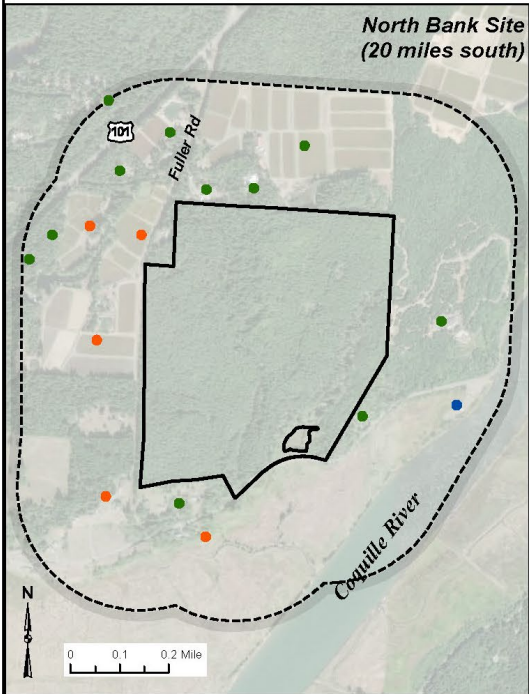 North Bank Site
(20 miles south)
101
Fuller Rd
Coquille River
N
0 0.1 0.2 Mile